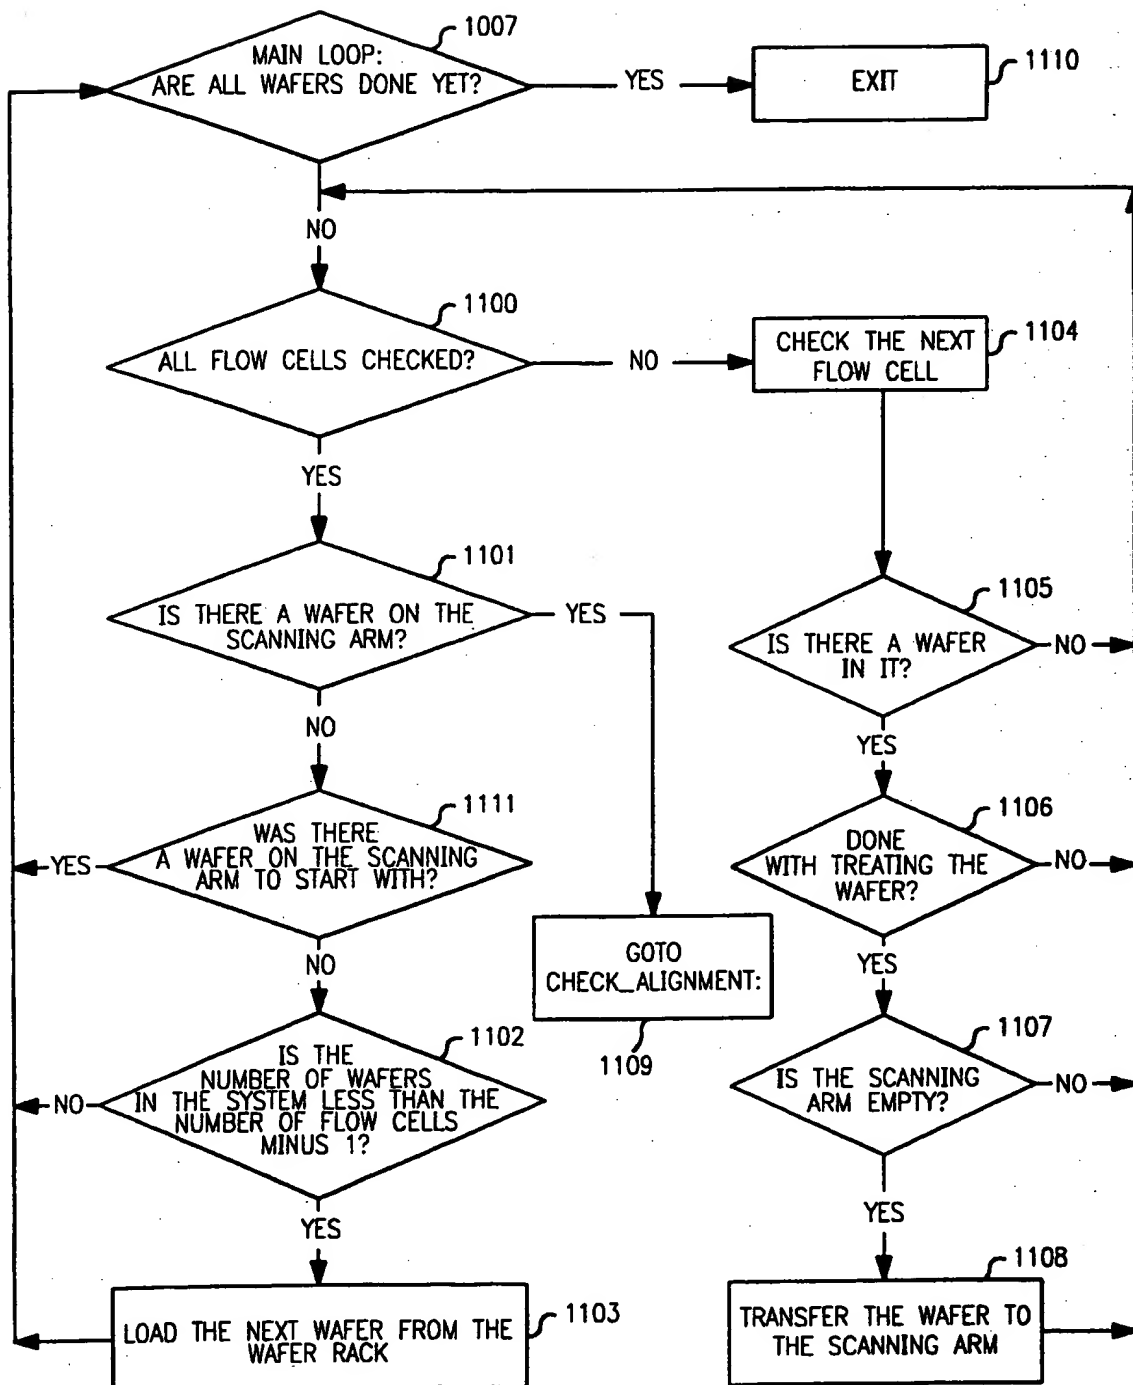 1007
MAIN LOOP:
ARE ALL WAFERS DONE YET?
YES
EXIT
1110
NO
1100
ALL FLOW CELLS CHECKED?
NO
CHECK THE NEXT
FLOW CELL
1104
YES
1101
IS THERE A WAFER ON THE
SCANNING ARM?
YES
1105
IS THERE A WAFER
IN IT?
NO
NO
YES
1111
WAS THERE
A WAFER ON THE SCANNING
ARM TO START WITH?
YES
1106
DONE
WITH TREATING THE
WAFER?
NO
NO
GOTO
CHECK_ALIGNMENT:
1109
YES
1102
IS THE
NUMBER OF WAFERS
IN THE SYSTEM LESS THAN THE
NUMBER OF FLOW CELLS
MINUS 1?
NO
1107
IS THE SCANNING
ARM EMPTY?
NO
YES
YES
1103
LOAD THE NEXT WAFER FROM THE
WAFER RACK
1108
TRANSFER THE WAFER TO
THE SCANNING ARM